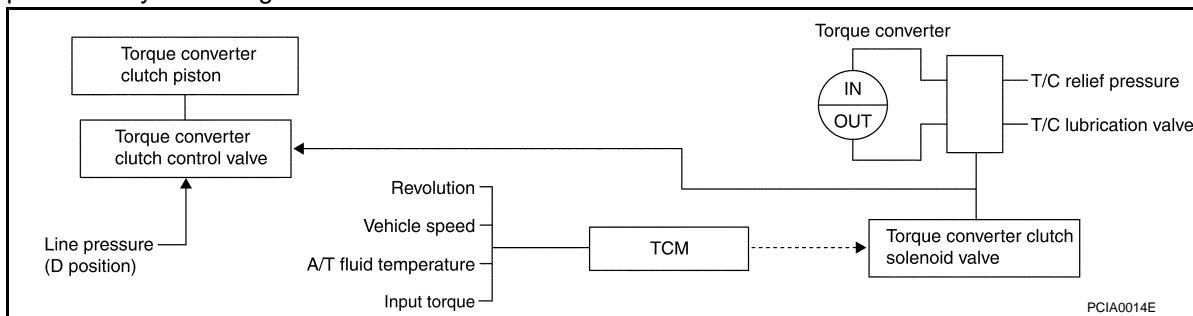 Torque converter
clutch piston
Torque converter
clutch control valve
Line pressure
(D position)
Revolution
Vehicle speed
A/T fluid temperature
Input torque
TCM
Torque converter
IN
OUT
T/C relief pressure
T/C lubrication valve
Torque converter clutch
solenoid valve
PCIA0014E